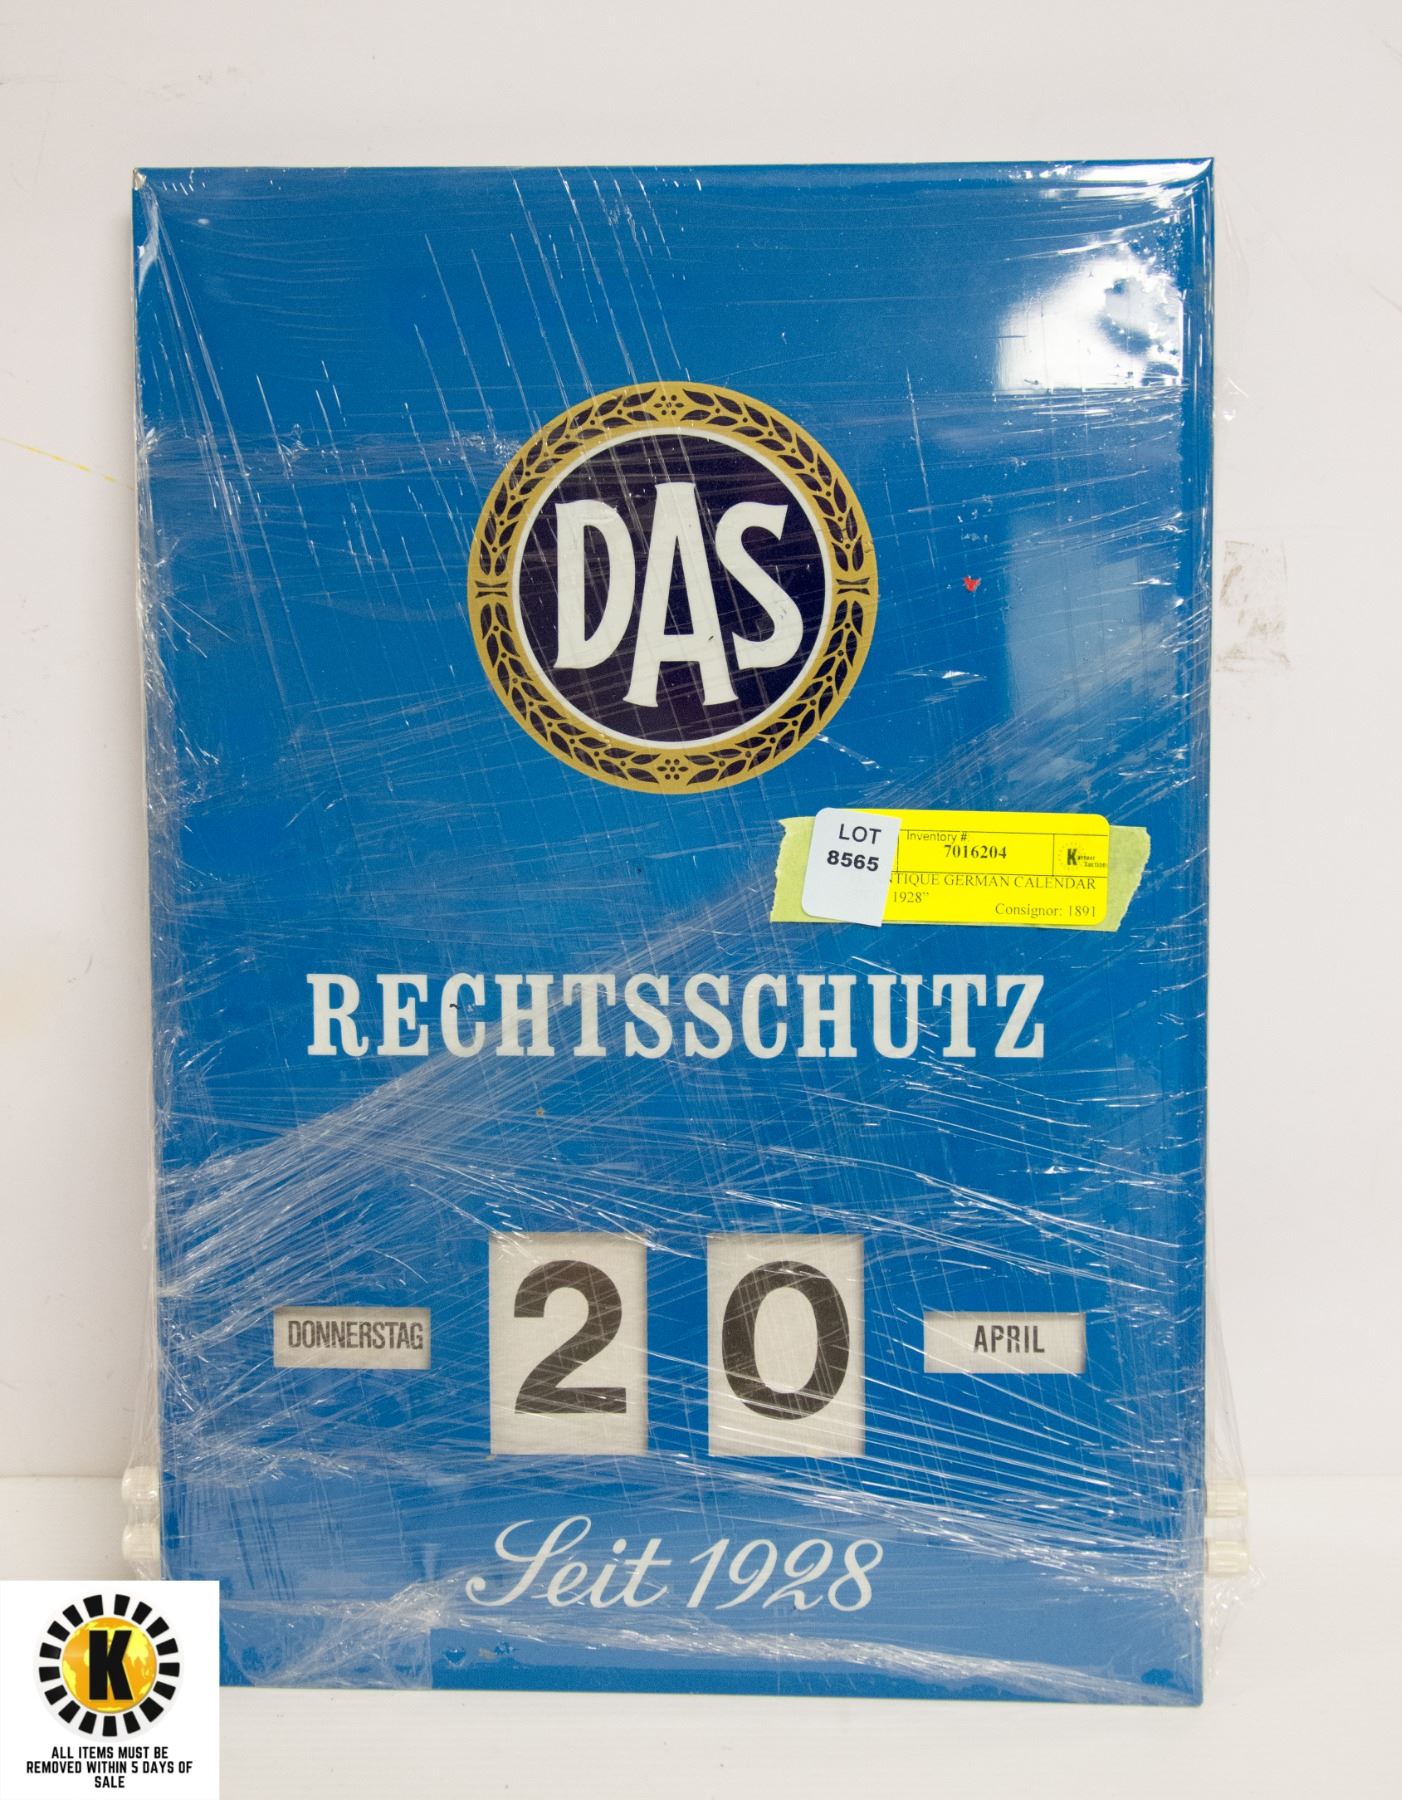 DAS
LOT
8565
Inventory #:
7016204
GERMAN CALENDAR
1928”
Consignor: 1891
RECHTSSCHUTZ
DONNERSTAG
20
APRIL
Seit 1928
K
ALL ITEMS MUST BE
REMOVED WITHIN 5 DAYS OF
SALE